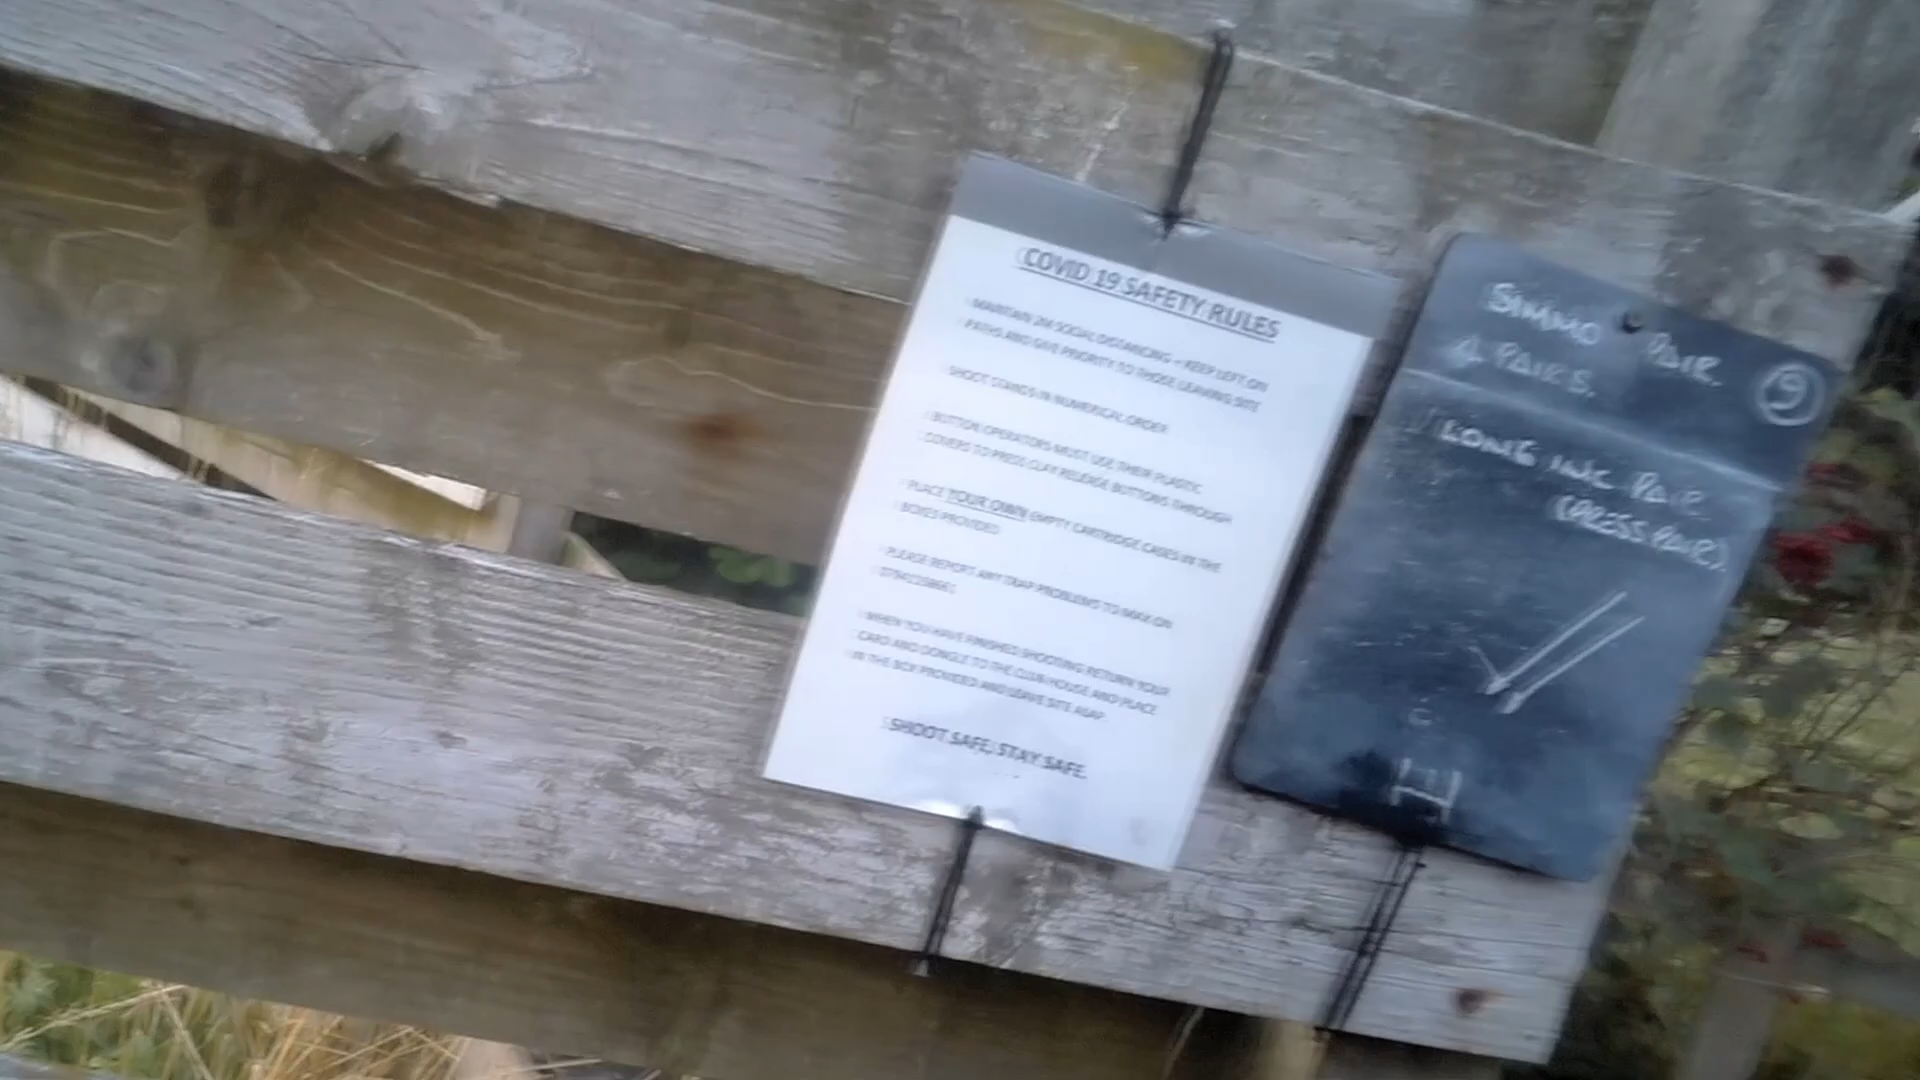 COVID 19 SAFETY RULES
MAINTAIN 2M SOCIAL DISTANCING – KEEP LEFT ON
PATHS AND GIVE PRIORITY TO THOSE LEAVING SITE
SHOOT STANDS IN NUMERICAL ORDER
BUTTON OPERATORS MUST USE THEIR PLASTIC
COVERS TO PRESS CLAY RELEASE BUTTONS THROUGH
PLACE YOUR OWN EMPTY CARTRIDGE CASES IN THE
BOXES PROVIDED
PLEASE REPORT ANY TRAP PROBLEMS TO MAX ON
WHEN YOU HAVE FINISHED SHOOTING RETURN YOUR
CARD AND DONGLE TO THE CLUB HOUSE AND PLACE
IN THE BOX PROVIDED AND LEAVE SITE ASAP
SHOOT SAFE, STAY SAFE.
SIMMO PAIR.
4 PAIRS.
9
LONG INC PAIR
(PRESS PAIR).
H